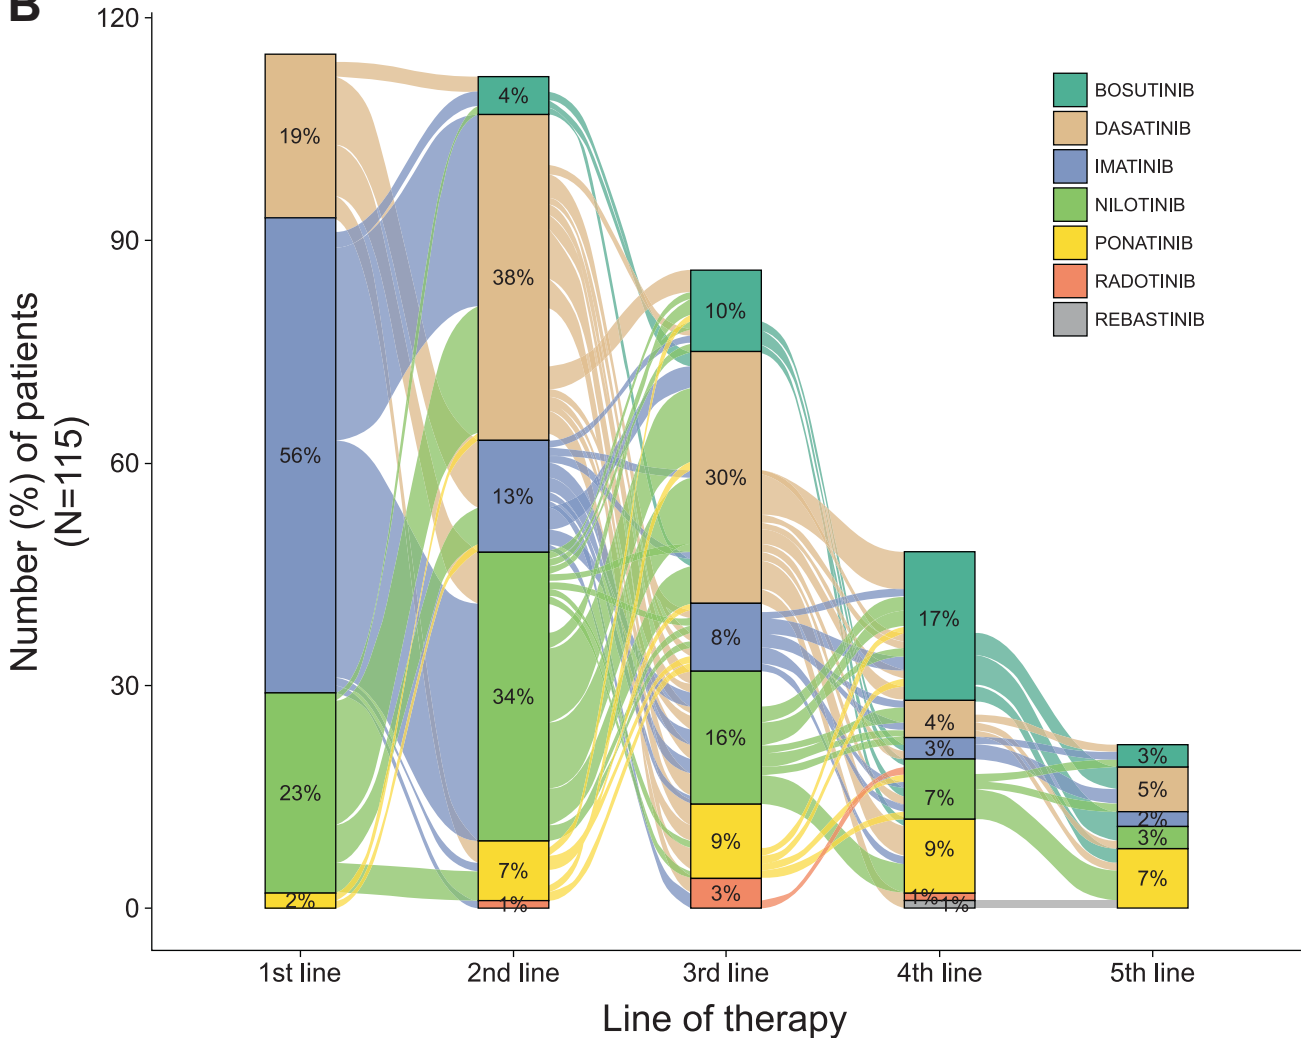 B
120
90
60
30
0
Number (%) of patients
(N=115)
19%
56%
23%
2%
4%
38%
13%
34%
7%
1%
10%
30%
8%
16%
9%
3%
17%
4%
3%
7%
9%
1%
1%
3%
5%
2%
3%
7%
BOSUTINIB
DASATINIB
IMATINIB
NILOTINIB
PONATINIB
RADOTINIB
REBASTINIB
1st line
2nd line
3rd line
4th line
5th line
Line of therapy